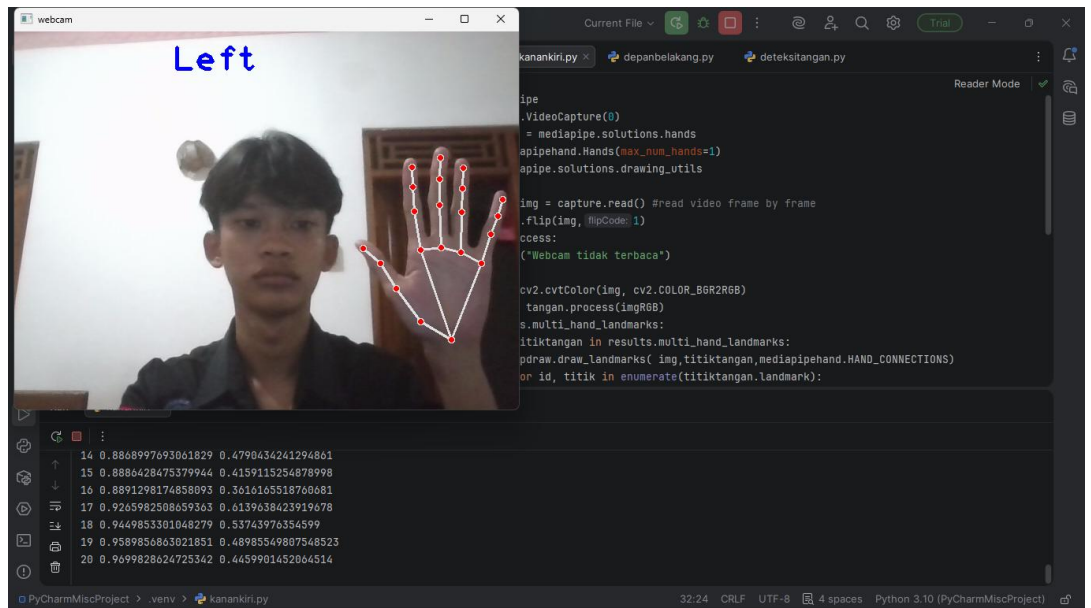 webcam
Left
Current File
Trial
kanankiri.py
depanbelakang.py
deteksitangan.py
Reader Mode
ipe
.VideoCapture(0)
= mediapipe.solutions.hands
apipehand.Hands(max_num_hands=1)
apipe.solutions.drawing_utils
img = capture.read() #read video frame by frame
.flip(img, flipCode: 1)
ccess:
("Webcam tidak terbaca")
cv2.cvtColor(img, cv2.COLOR_BGR2RGB)
tangan.process(imgRGB)
s.multi_hand_landmarks:
ititiktangan in results.multi_hand_landmarks:
pdraw.draw_landmarks( img,titiktangan,mediapipehand.HAND_CONNECTIONS)
or id, titik in enumerate(titiktangan.landmark):
14 0.8868997693061829 0.4790434241294861
15 0.8886428475379944 0.4159115254878998
16 0.8891298174858093 0.3616165518760681
17 0.9265982508659363 0.6139638423919678
18 0.9449853301048279 0.53743976354599
19 0.9589856863021851 0.48985549807548523
20 0.9699828624725342 0.4459901452064514
PyCharmMiscProject > .venv > kanankiri.py
32:24 CRLF UTF-8 4 spaces Python 3.10 (PyCharmMiscProject)